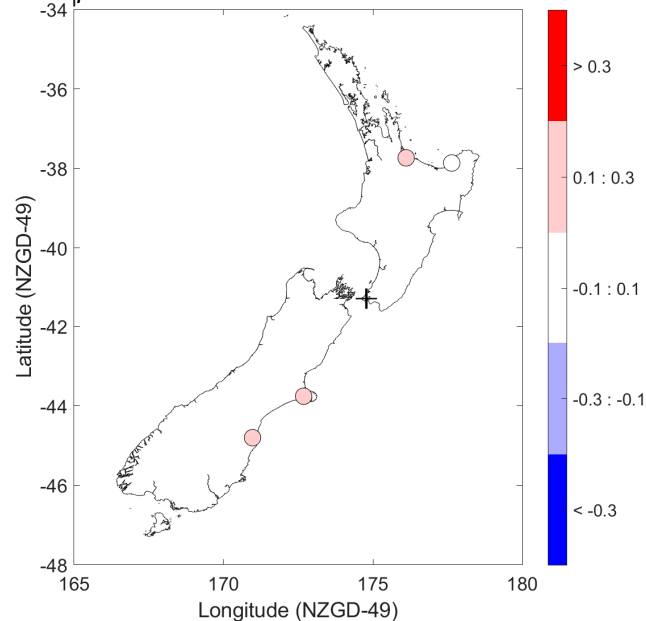 -34
-36
-38
-40
-42
-44
-46
-48
165
170
175
180
Latitude (NZGD-49)
Longitude (NZGD-49)
> 0.3
0.1 : 0.3
-0.1 : 0.1
-0.3 : -0.1
< -0.3